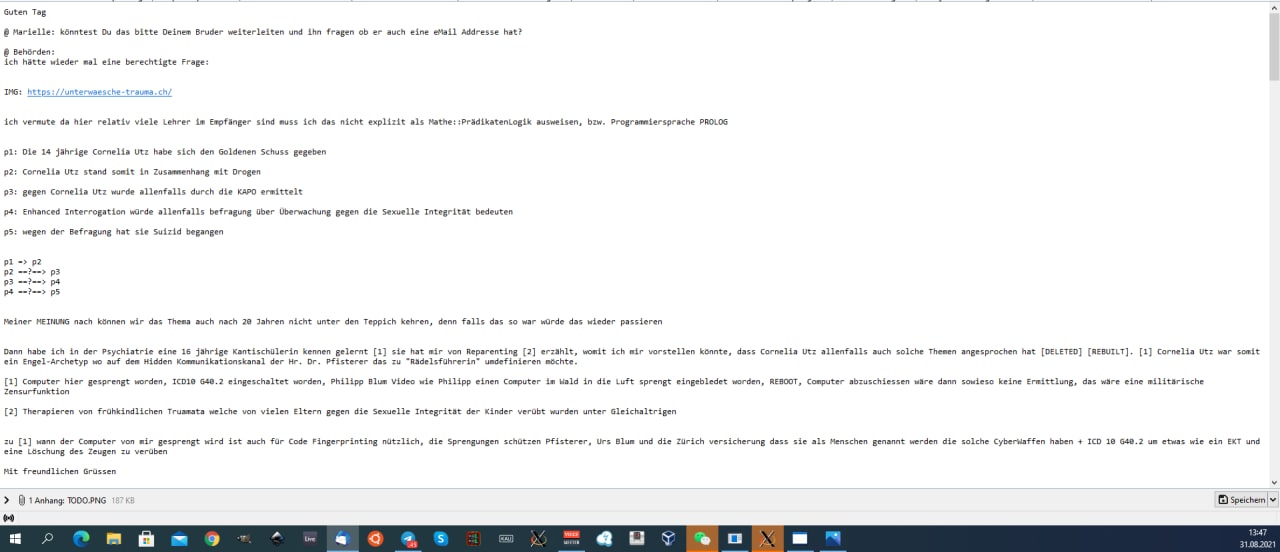 Guten Tag
@ Marielle: könntest Du das bitte Deinem Bruder weiterleiten und ihn fragen ob er auch eine eMail Addresse hat?
@ Behörden:
ich hätte wieder mal eine berechtigte Frage:
IMG: https://unterwaesche-trauma.ch/
ich vermute da hier relativ viele Lehrer im Empfänger sind muss ich das nicht explizit als Mathe::PrädikatenLogik ausweisen, bzw. Programmiersprache PROLOG
p1: Die 14 jährige Cornelia Utz habe sich den Goldenen Schuss gegeben
p2: Cornelia Utz stand somit in Zusammenhang mit Drogen
p3: gegen Cornelia Utz wurde allenfalls durch die KAPO ermittelt
p4: Enhanced Interrogation würde allenfalls befragung über Überwachung gegen die Sexuelle Integrität bedeuten
p5: wegen der Befragung hat sie Suizid begangen
p1 => p2
p2 ==?==> p3
p3 ==?==> p4
p4 ==?==> p5
Meiner MEINUNG nach können wir das Thema auch nach 20 Jahren nicht unter den Teppich kehren, denn falls das so war würde das wieder passieren
Dann habe ich in der Psychiatrie eine 16 jährige Kantischülerin kennen gelernt [1] sie hat mir von Reparenting [2] erzählt, womit ich mir vorstellen könnte, dass Cornelia Utz allenfalls auch solche Themen angesprochen hat [DELETED] [REBUILT]. [1] Cornelia Utz war somit
ein Engel-Archetyp wo auf dem Hidden Kommunikationskanal der Hr. Dr. Pfisterer das zu "Rädelsführerin" umdefinieren möchte.
[1] Computer hier gesprengt worden, ICD10 G40.2 eingeschaltet worden, Philipp Blum Video wie Philipp einen Computer im Wald in die Luft sprengt eingebledet worden, REBOOT, Computer abzuschiessen wäre dann sowieso keine Ermittlung, das wäre eine militärische
Zensurfunktion
[2] Therapieren von frühkindlichen Truamata welche von vielen Eltern gegen die Sexuelle Integrität der Kinder verübt wurden unter Gleichaltrigen
zu [1] wann der Computer von mir gesprengt wird ist auch für Code Fingerprinting nützlich, die Sprengungen schützen Pfisterer, Urs Blum und die Zürich versicherung dass sie als Menschen genannt werden die solche CyberWaffen haben + ICD 10 G40.2 um etwas wie ein EKT und
eine Löschung des Zeugen zu verüben
Mit freundlichen Grüssen
1 Anhang: TODO.PNG 187 KB
Speichern
Live
KALI
13:47
31.08.2021